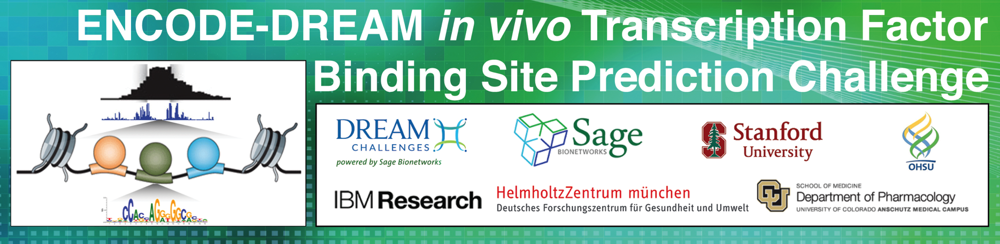 ENCODE-DREAM in vivo Transcription Factor
Binding Site Prediction Challenge
DREAM
CHALLENGES
powered by Sage Bionetworks
Sage
BIONETWORKS
S
Stanford
University
OHSU
IBM Research
HelmholtzZentrum münchen
Deutsches Forschungszentrum für Gesundheit und Umwelt
CU
SCHOOL OF MEDICINE
Department of Pharmacology
UNIVERSITY OF COLORADO ANSCHUTZ MEDICAL CAMPUS